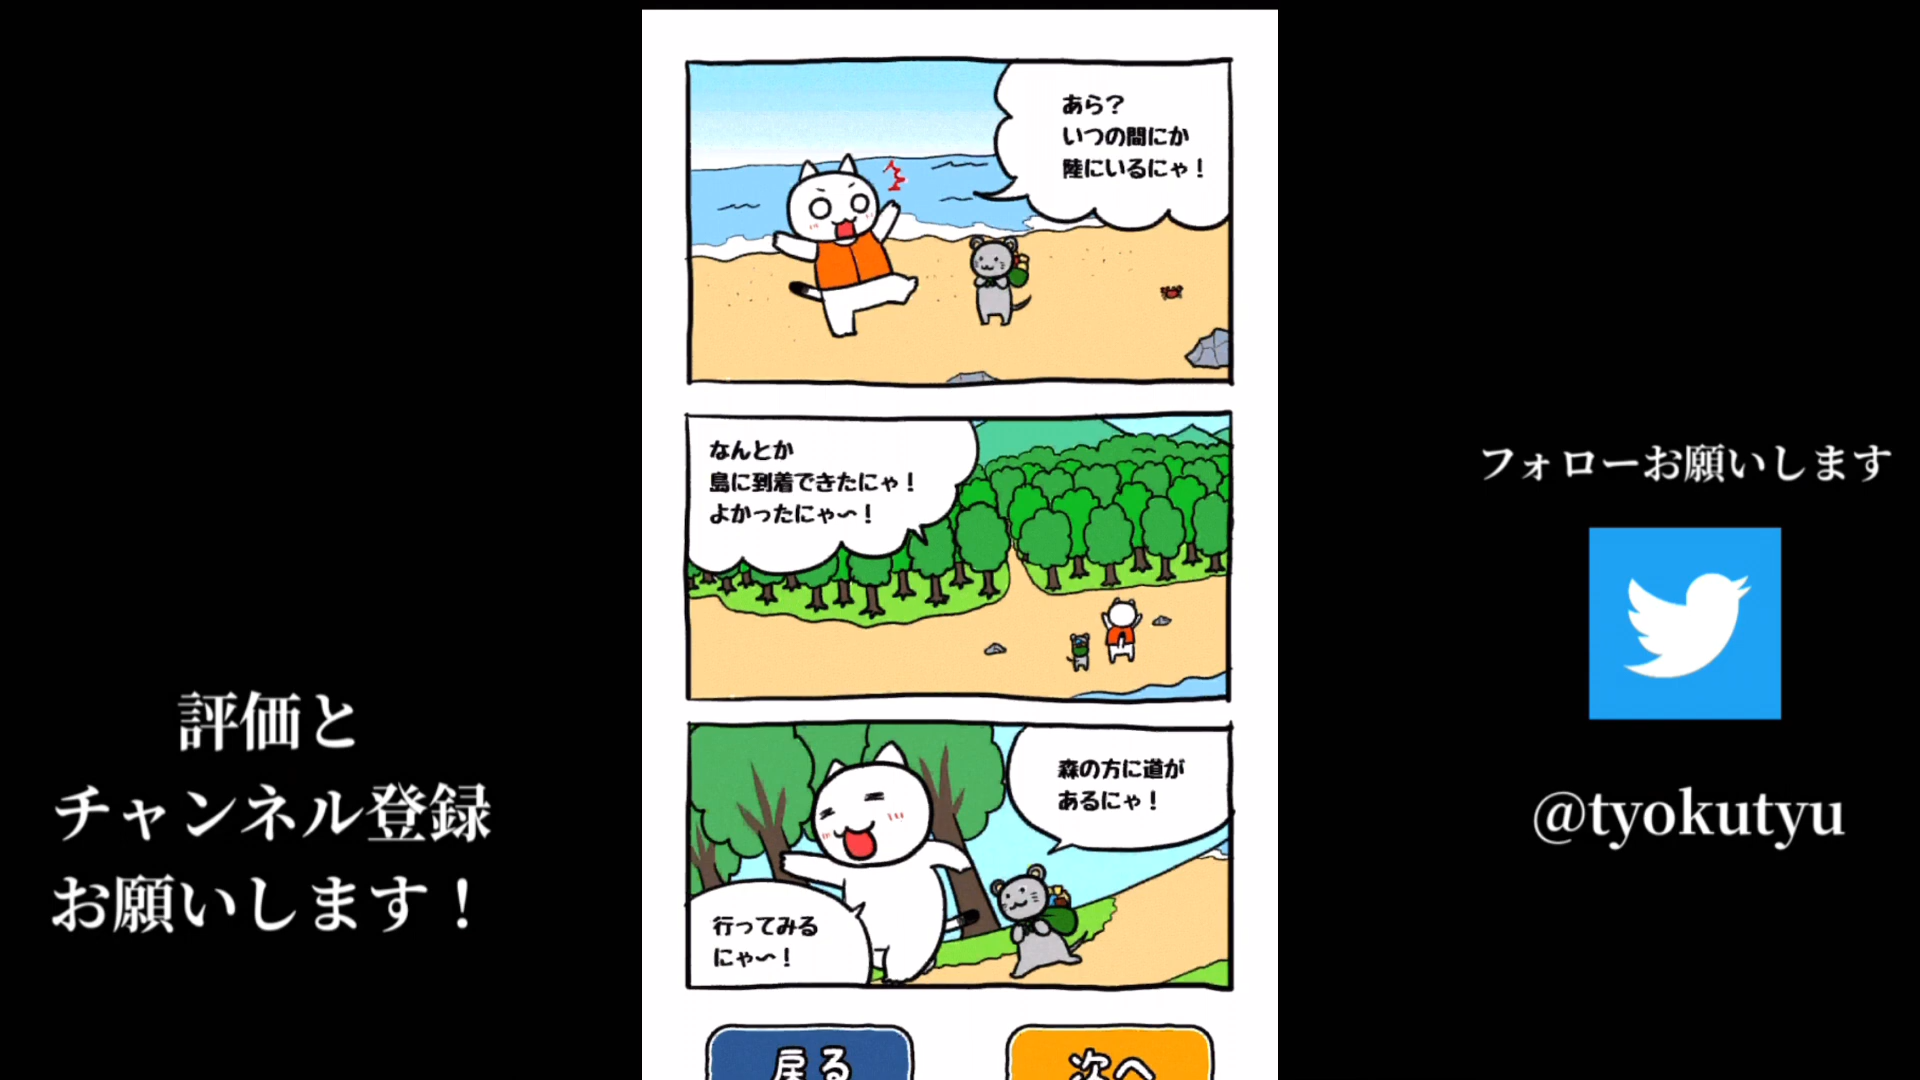 あら？
いつの間にか
陸にいるにゃ！
なんとか
島に到着できたにゃ！
よかったにゃ〜！
森の方に道が
あるにゃ！
行ってみる
にゃ〜！
戻る
次へ
評価と
チャンネル登録
お願いします！
フォローお願いします
@tyokutyu